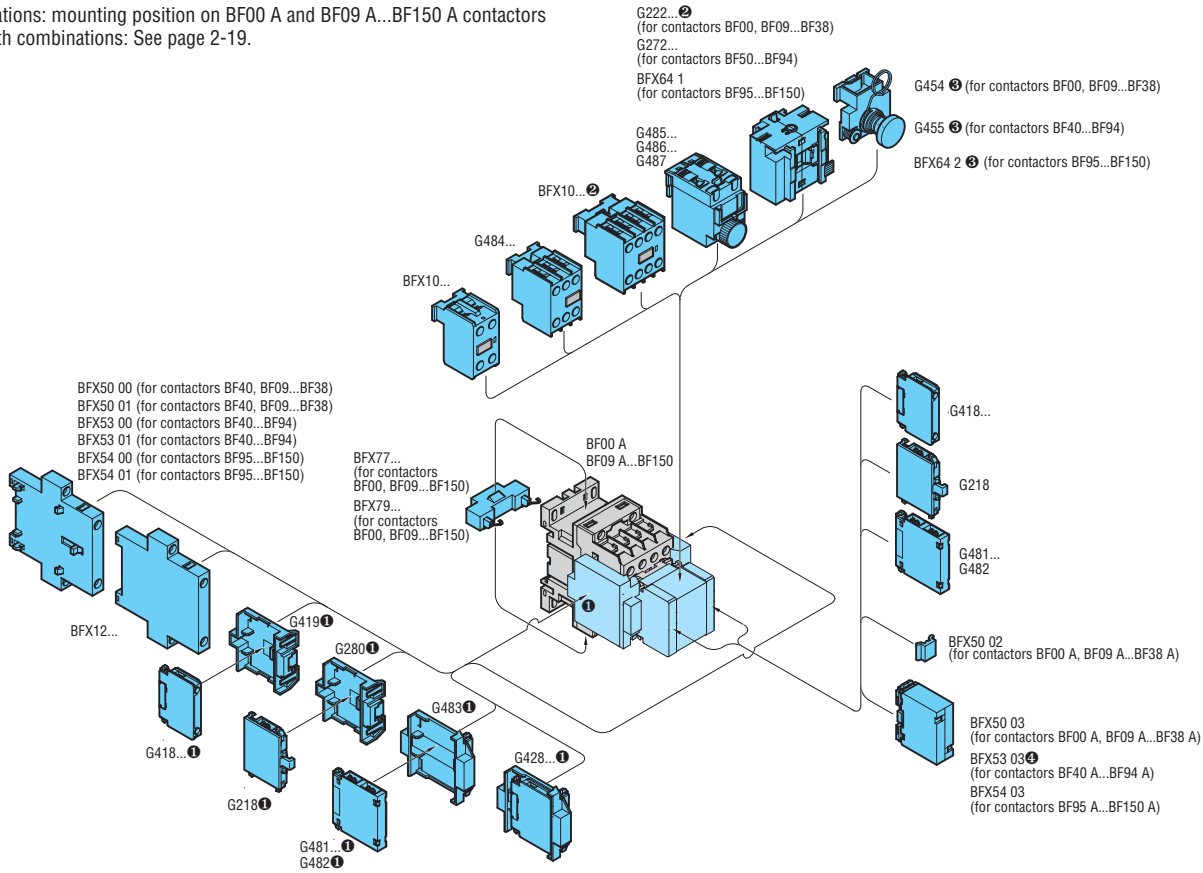 ations: mounting position on BF00 A and BF09 A...BF150 A contactors
th combinations: See page 2-19.
G222...❷
(for contactors BF00, BF09...BF38)
G272...
(for contactors BF50...BF94)
BFX64 1
(for contactors BF95...BF150)
G454 ❸ (for contactors BF00, BF09...BF38)
G455 ❸ (for contactors BF40...BF94)
BFX64 2 ❸ (for contactors BF95...BF150)
G485...
G486...
G487
BFX10...❷
G484...
BFX10...
BFX50 00 (for contactors BF40, BF09...BF38)
BFX50 01 (for contactors BF40, BF09...BF38)
BFX53 00 (for contactors BF40...BF94)
BFX53 01 (for contactors BF40...BF94)
BFX54 00 (for contactors BF95...BF150)
BFX54 01 (for contactors BF95...BF150)
BFX77...
(for contactors
BF00, BF09...BF150)
BFX79...
(for contactors
BF00, BF09...BF150)
BF00 A
BF09 A...BF150
❶
G418...
G218
G481...
G482
BFX50 02
(for contactors BF00 A, BF09 A...BF38 A)
BFX50 03
(for contactors BF00 A, BF09 A...BF38 A)
BFX53 03❹
(for contactors BF40 A...BF94 A)
BFX54 03
(for contactors BF95 A...BF150 A)
BFX12...
G419❶
G280❶
G483❶
G428...❶
G418...❶
G218❶
G481...❶
G482❶